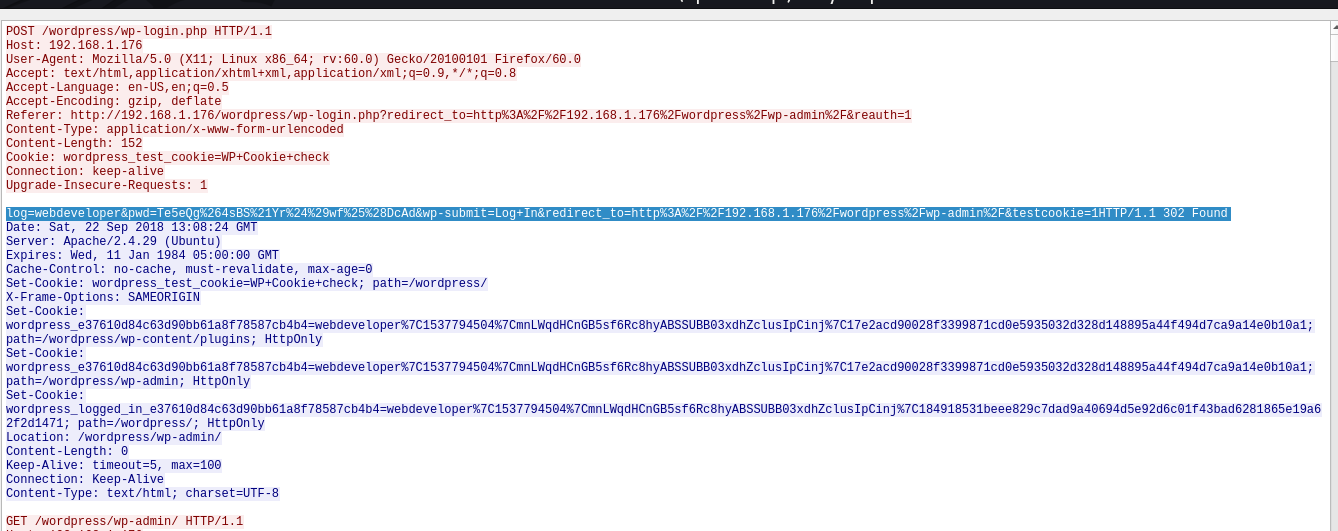 POST /wordpress/wp-login.php HTTP/1.1
Host: 192.168.1.176
User-Agent: Mozilla/5.0 (X11; Linux x86_64; rv:60.0) Gecko/20100101 Firefox/60.0
Accept: text/html,application/xhtml+xml,application/xml;q=0.9,*/*;q=0.8
Accept-Language: en-US,en;q=0.5
Accept-Encoding: gzip, deflate
Referer: http://192.168.1.176/wordpress/wp-login.php?redirect_to=http%3A%2F%2F192.168.1.176%2Fwordpress%2Fwp-admin%2F&reauth=1
Content-Type: application/x-www-form-urlencoded
Content-Length: 152
Cookie: wordpress_test_cookie=WP+Cookie+check
Connection: keep-alive
Upgrade-Insecure-Requests: 1
log=webdeveloper&pwd=Te5eQg%264sBS%21Yr%24%29wf%25%28DcAd&wp-submit=Log+In&redirect_to=http%3A%2F%2F192.168.1.176%2Fwordpress%2Fwp-admin%2F&testcookie=1HTTP/1.1 302 Found
Date: Sat, 22 Sep 2018 13:08:24 GMT
Server: Apache/2.4.29 (Ubuntu)
Expires: Wed, 11 Jan 1984 05:00:00 GMT
Cache-Control: no-cache, must-revalidate, max-age=0
Set-Cookie: wordpress_test_cookie=WP+Cookie+check; path=/wordpress/
X-Frame-Options: SAMEORIGIN
Set-Cookie:
wordpress_e37610d84c63d90bb61a8f78587cb4b4=webdeveloper%7C1537794504%7CmnLWqdHCnGB5sf6Rc8hyABSSUBB03xdhZclusIpCinj%7C17e2acd90028f3399871cd0e5935032d328d148895a44f494d7ca9a14e0b10a1;
path=/wordpress/wp-content/plugins; HttpOnly
Set-Cookie:
wordpress_e37610d84c63d90bb61a8f78587cb4b4=webdeveloper%7C1537794504%7CmnLWqdHCnGB5sf6Rc8hyABSSUBB03xdhZclusIpCinj%7C17e2acd90028f3399871cd0e5935032d328d148895a44f494d7ca9a14e0b10a1;
path=/wordpress/wp-admin; HttpOnly
Set-Cookie:
wordpress_logged_in_e37610d84c63d90bb61a8f78587cb4b4=webdeveloper%7C1537794504%7CmnLWqdHCnGB5sf6Rc8hyABSSUBB03xdhZclusIpCinj%7C184918531beee829c7dad9a40694d5e92d6c01f43bad6281865e19a6
2f2d1471; path=/wordpress/; HttpOnly
Location: /wordpress/wp-admin/
Content-Length: 0
Keep-Alive: timeout=5, max=100
Connection: Keep-Alive
Content-Type: text/html; charset=UTF-8
GET /wordpress/wp-admin/ HTTP/1.1